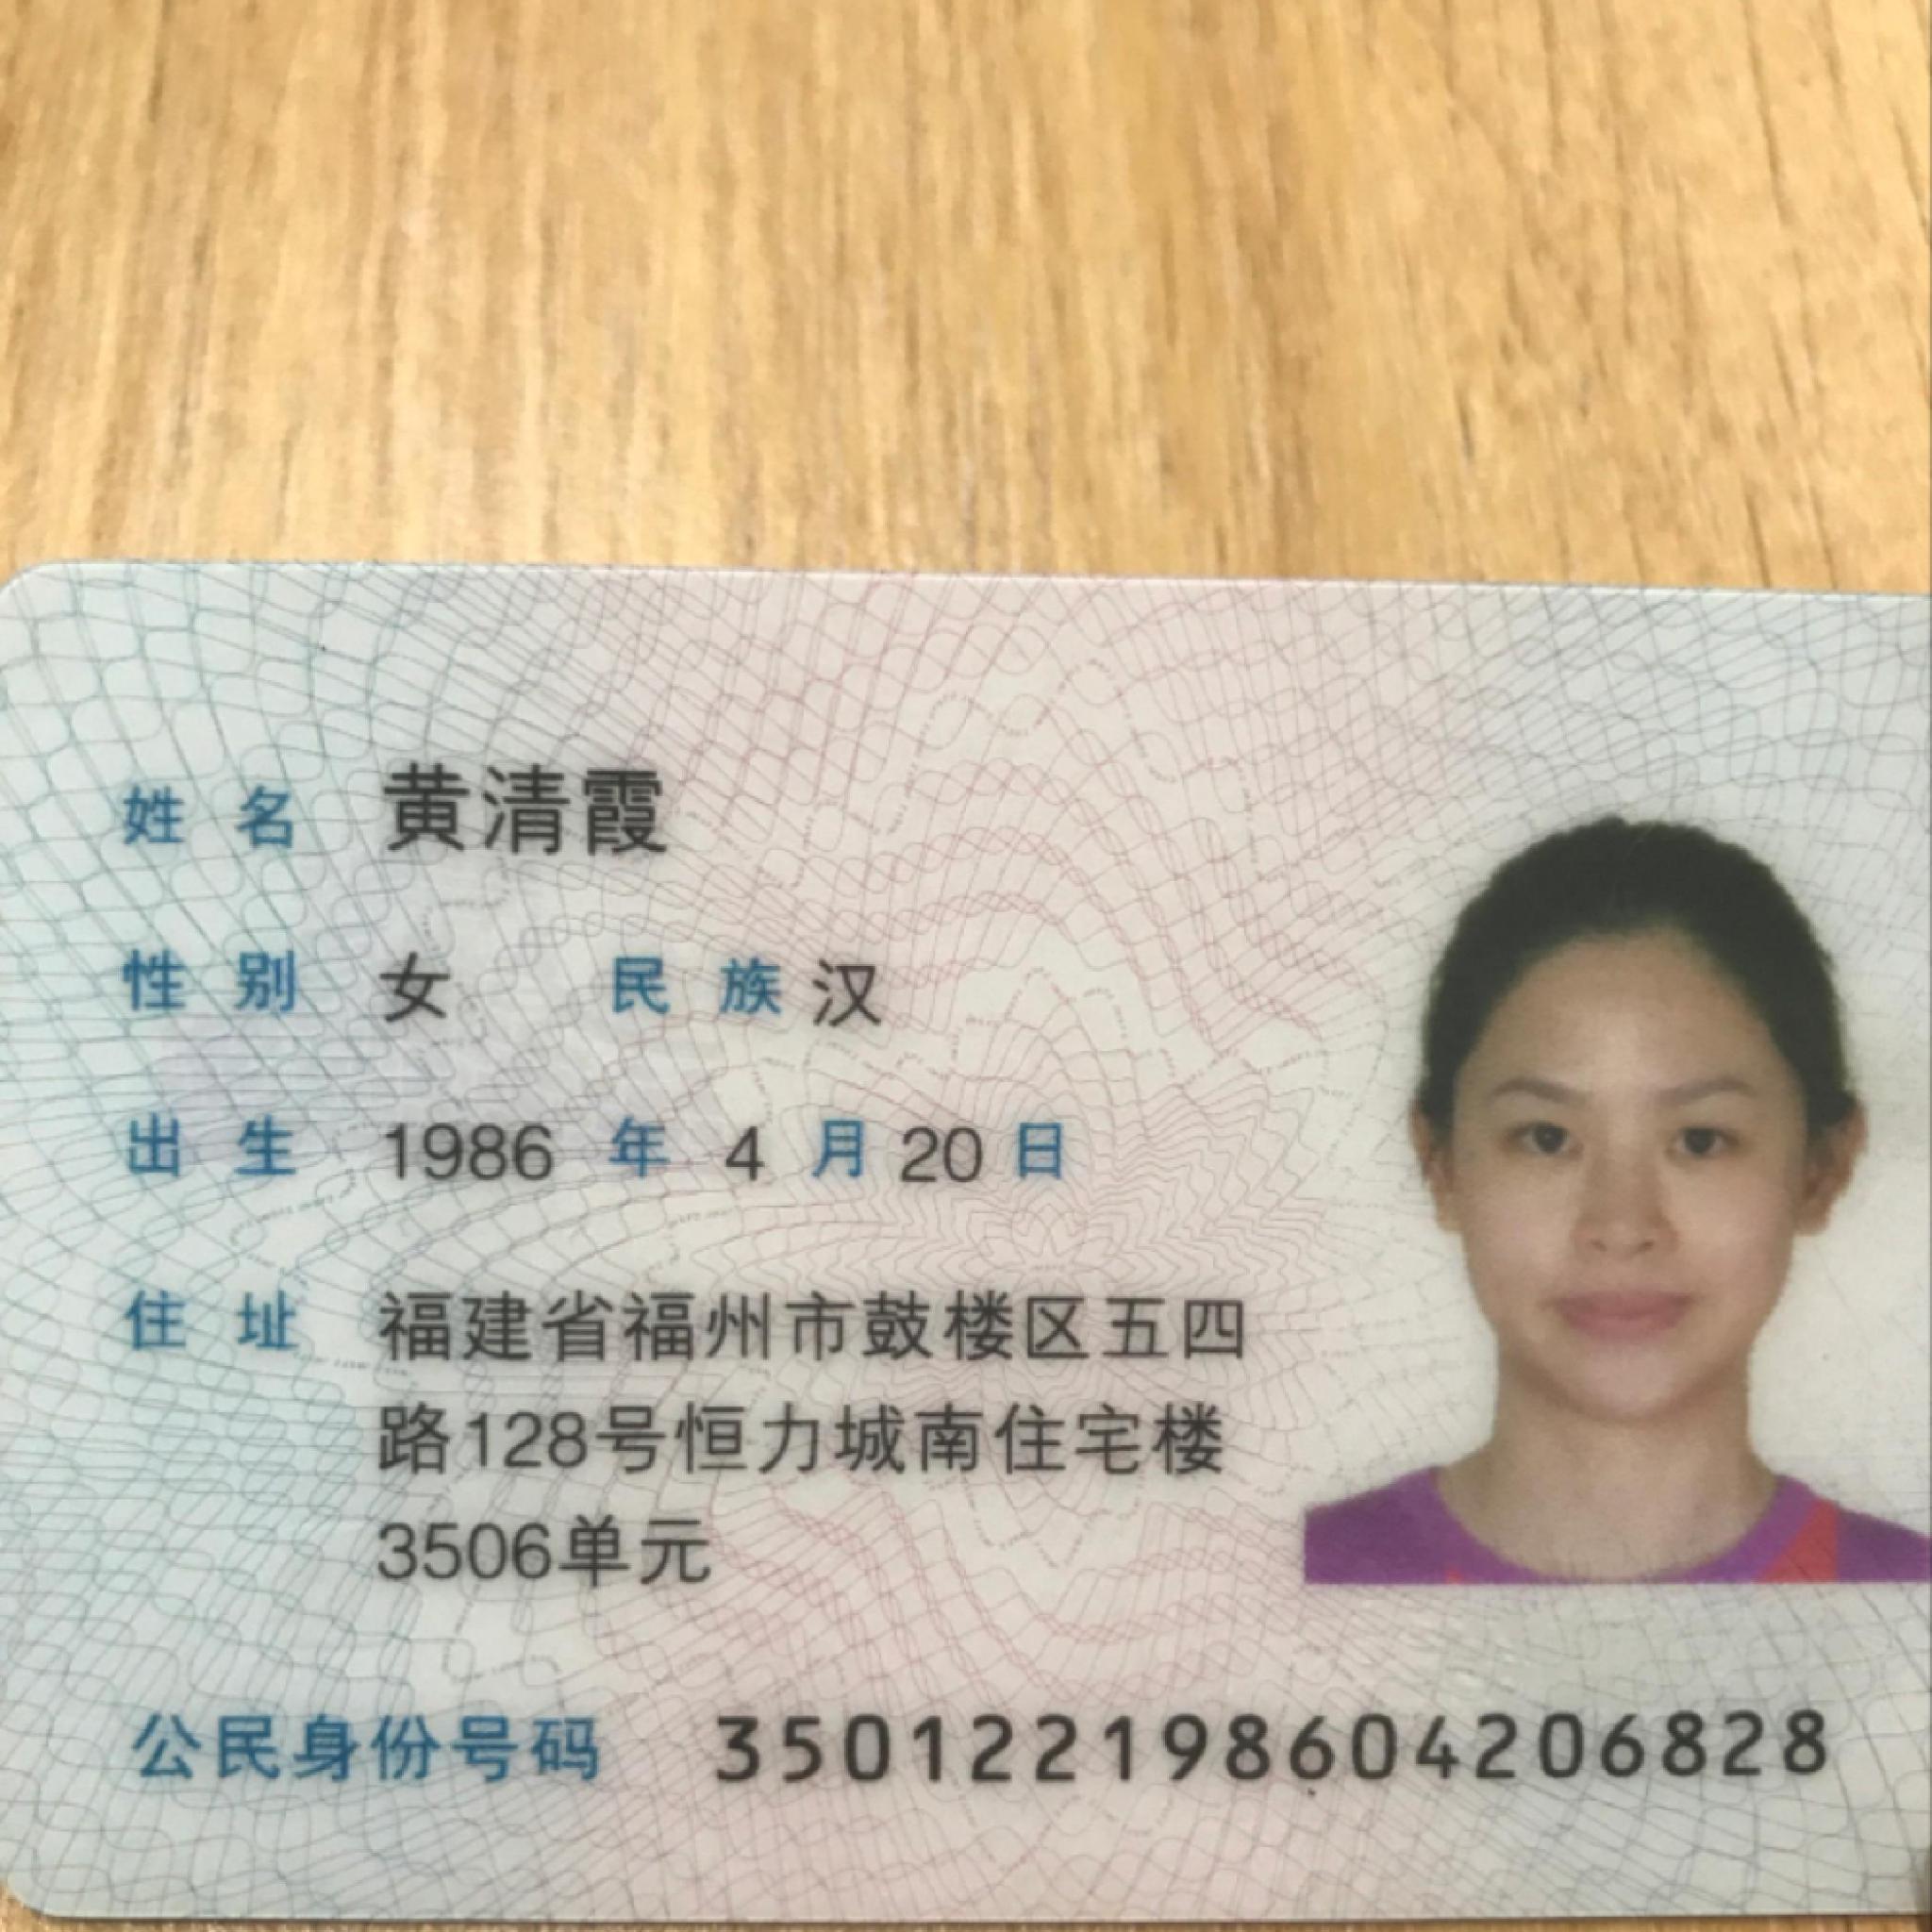 姓名 黄清霞
性别 女 民族 汉
出生 1986 年 4 月 20 日
住址 福建省福州市鼓楼区五四
路128号恒力城南住宅楼
3506单元
公民身份号码 350122198604206828